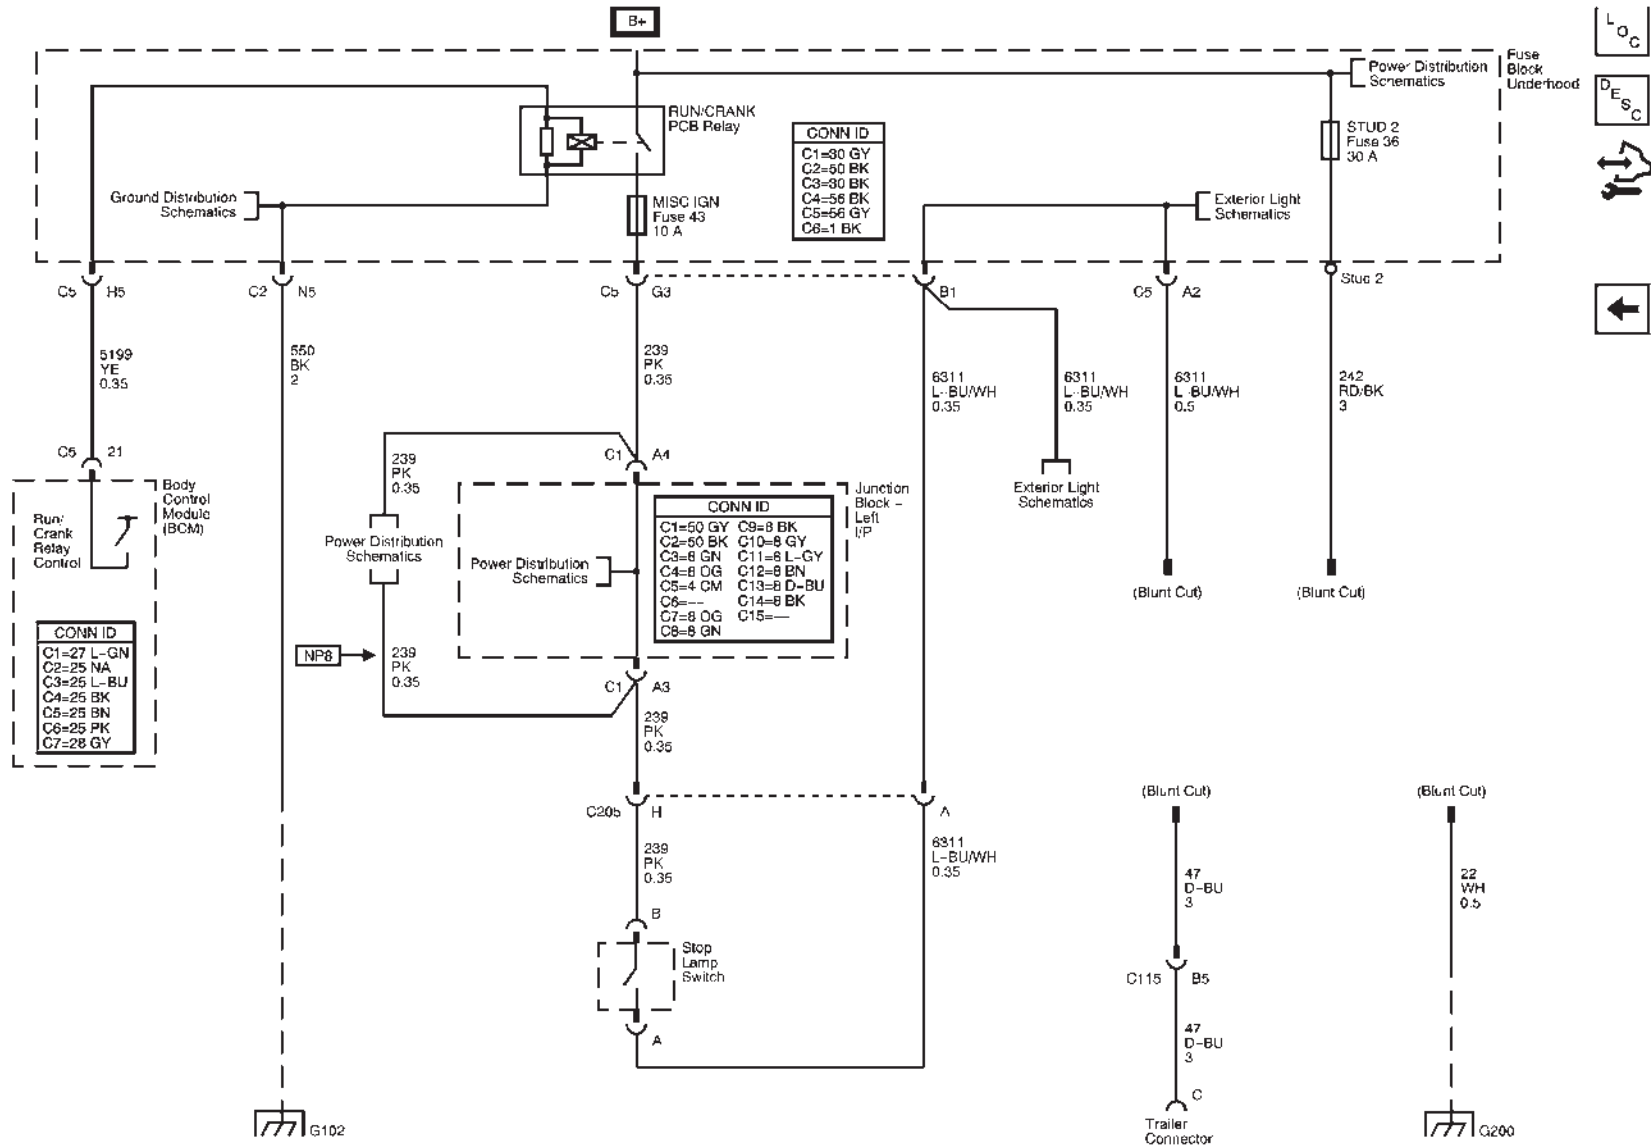 B+
L
O
C
Fuse
Block
Underhood
Power Distribution
Schematics
D
E
S
C
RUN/CRANK
PCB Relay
STUD 2
Fuse 36
30 A
CONN ID
C1=30 GY
C2=50 BK
C3=30 BK
C4=56 BK
C5=56 GY
C6=1 BK
Ground Distribution
Schematics
MISC IGN
Fuse 43
10 A
Exterior Light
Schematics
C5 H5
C2 N5
C5 G3
B1
C5 A2
Stud 2
5199
YE
0.35
550
BK
2
239
PK
0.35
6311
L-BU/WH
0.35
6311
L-BU/WH
0.35
6311
L-BU/WH
0.5
242
RD/BK
3
C5 21
239
PK
0.35
C1 A4
Exterior Light
Schematics
Body
Control
Module
(BCM)
Run/
Crank
Relay
Control
Power Distribution
Schematics
Power Distribution
Schematics
Junction
Block –
Left
I/P
CONN ID
C1=50 GY C9=8 BK
C2=50 BK C10=8 GY
C3=8 GN C11=6 L-GY
C4=8 OG C12=8 BN
C5=4 CM C13=8 D-BU
C6=-- C14=8 BK
C7=8 OG C15=--
C8=8 GN
(Blunt Cut)
(Blunt Cut)
CONN ID
C1=27 L-GN
C2=25 NA
C3=25 L-BU
C4=25 BK
C5=25 BN
C6=25 PK
C7=28 GY
NP8
239
PK
0.35
C1 A3
239
PK
0.35
(Blunt Cut)
(Blunt Cut)
C205 H
A
239
PK
0.35
6311
L-BU/WH
0.35
47
D-BU
3
22
WH
0.5
B
Stop
Lamp
Switch
C115 B5
A
47
D-BU
3
C
Trailer
Connector
G102
G200